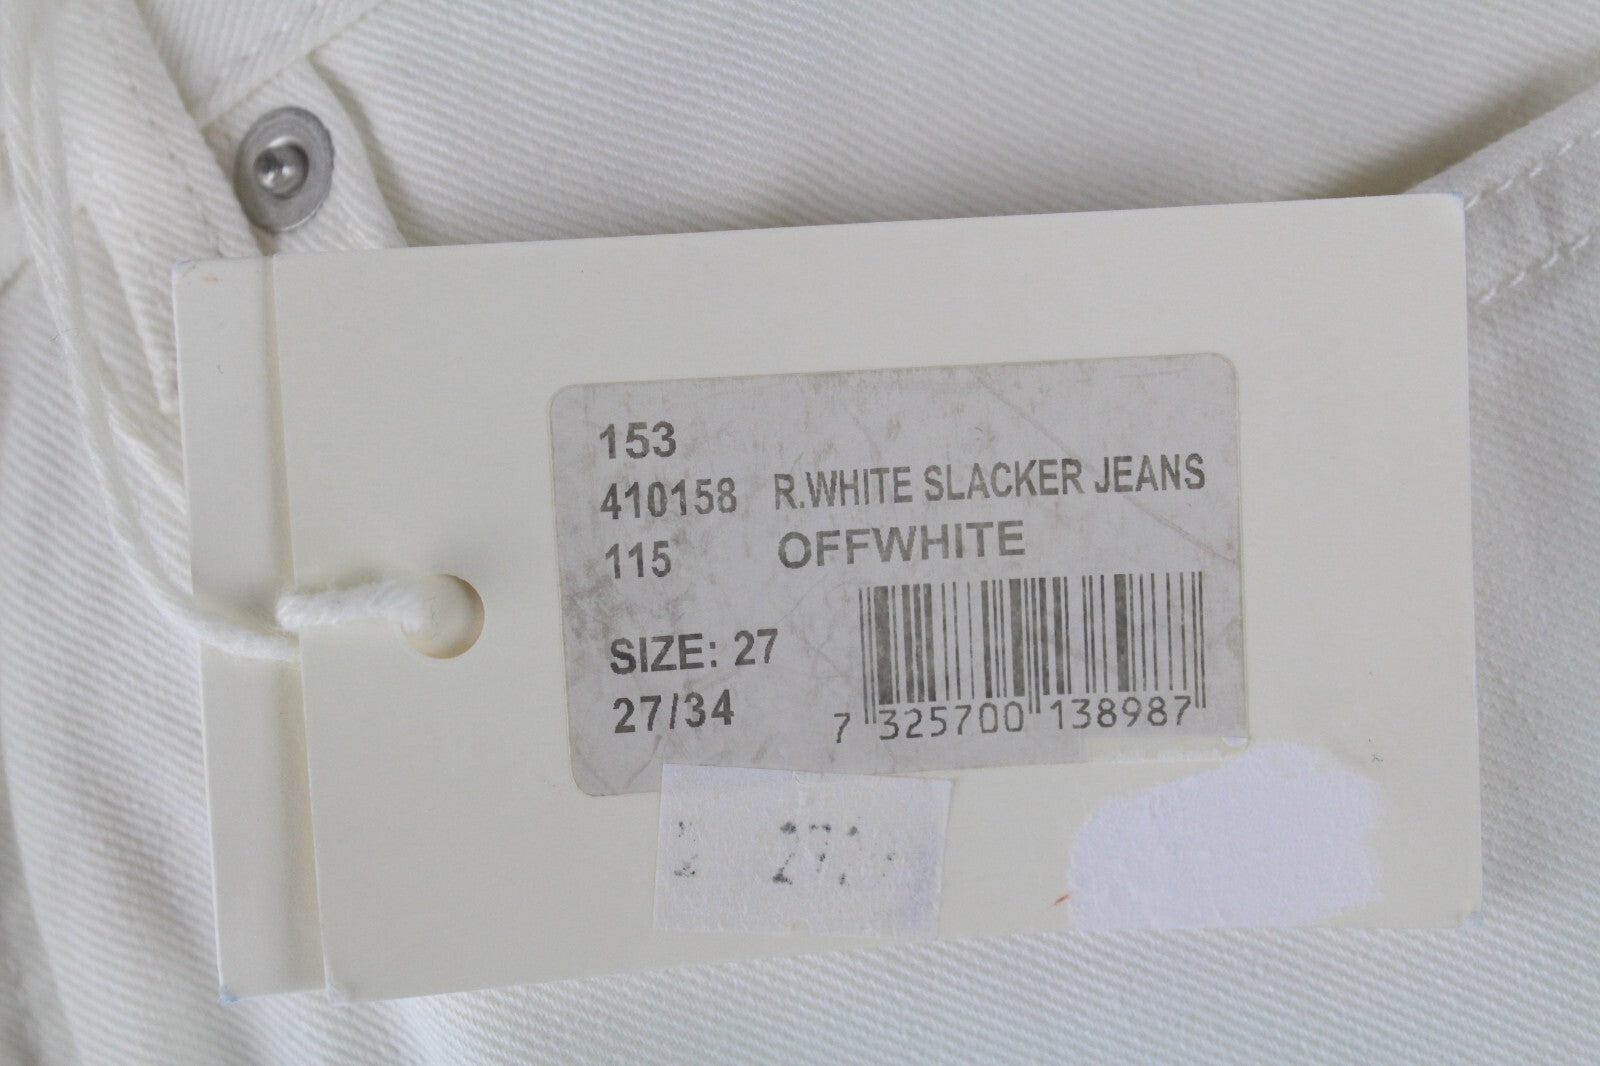 153
410158 R.WHITE SLACKER JEANS
115 OFFWHITE
SIZE: 27
27/34
7 325700 138987